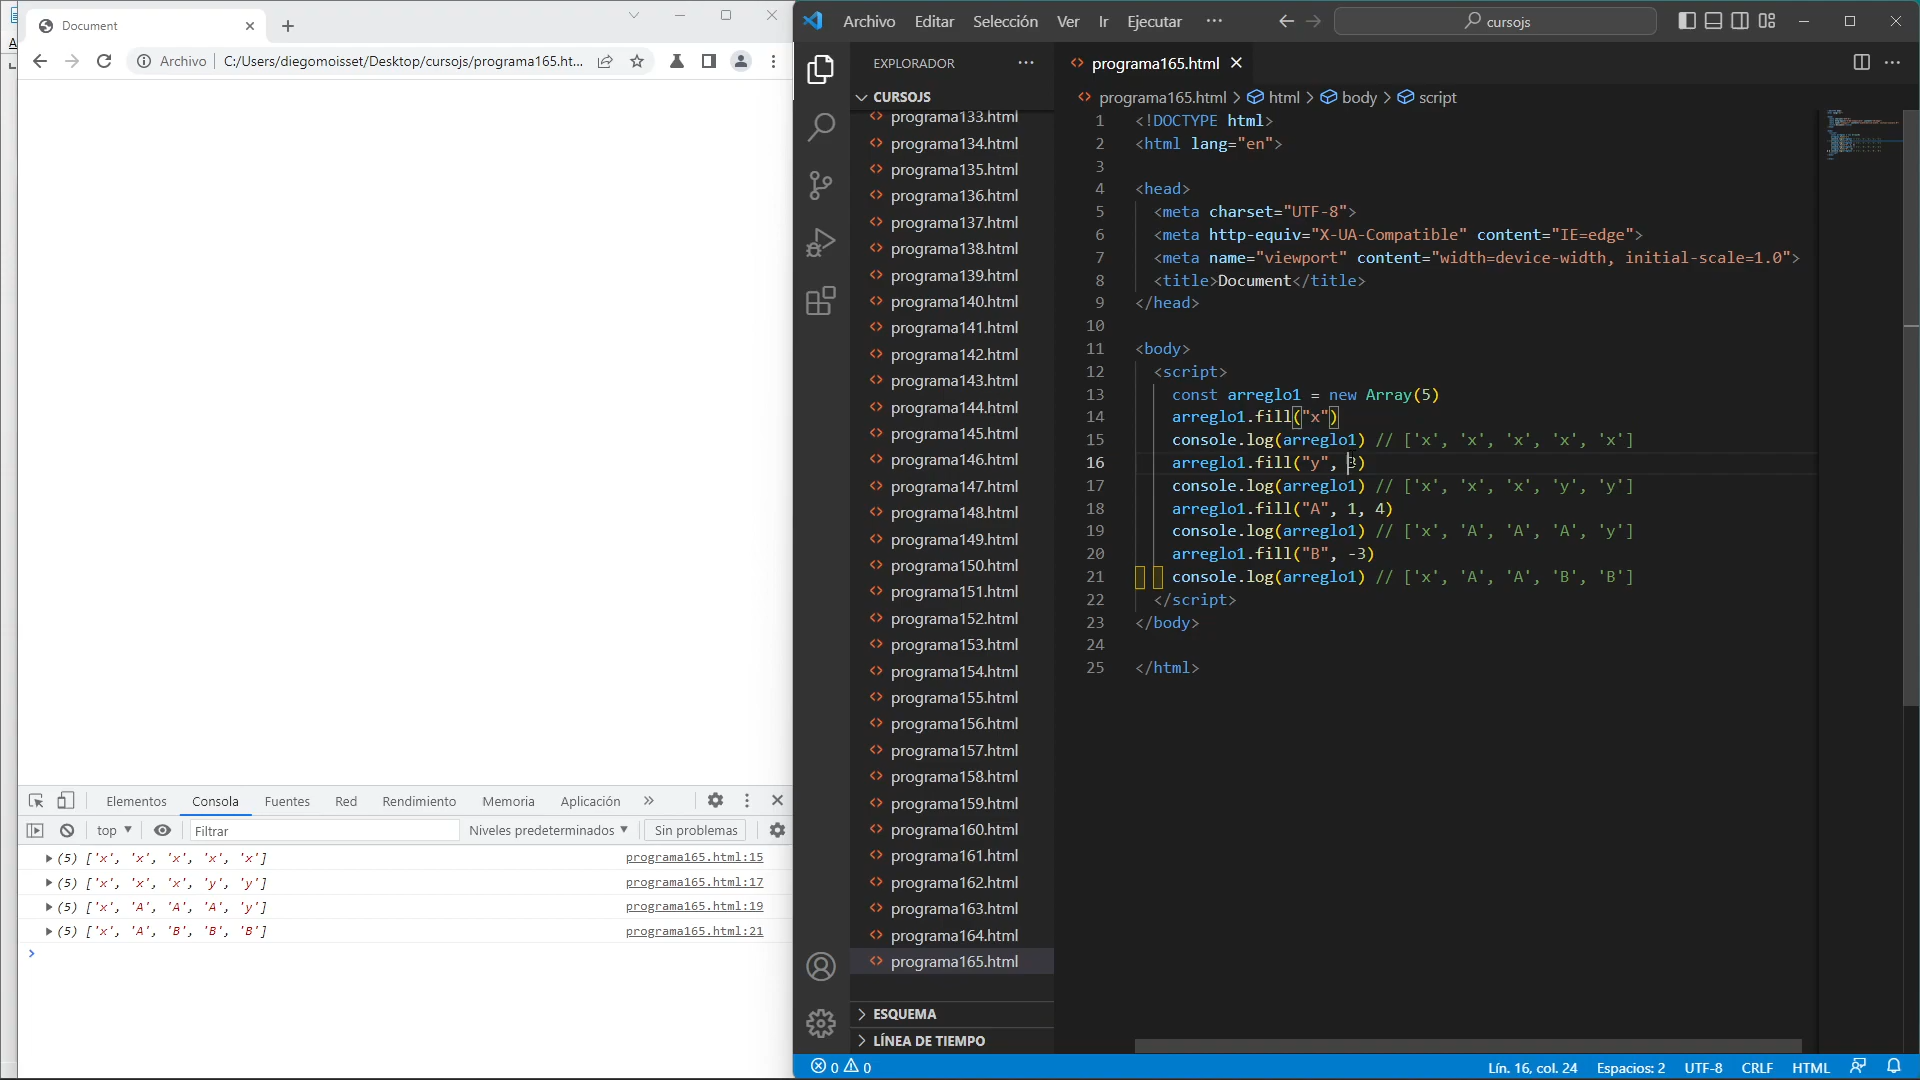 Document
Archivo
C:/Users/diegomoisset/Desktop/cursojs/programa165.ht...
Elementos
Consola
Fuentes
Red
Rendimiento
Memoria
Aplicación
top
Filtrar
Niveles predeterminados
Sin problemas
(5) ['x', 'x', 'x', 'x', 'x'] programa165.html:15
(5) ['x', 'x', 'x', 'y', 'y'] programa165.html:17
(5) ['x', 'A', 'A', 'A', 'y'] programa165.html:19
(5) ['x', 'A', 'B', 'B', 'B'] programa165.html:21
Archivo Editar Selección Ver Ir Ejecutar ···
cursojs
EXPLORADOR
CURSOJS
programa133.html
programa134.html
programa135.html
programa136.html
programa137.html
programa138.html
programa139.html
programa140.html
programa141.html
programa142.html
programa143.html
programa144.html
programa145.html
programa146.html
programa147.html
programa148.html
programa149.html
programa150.html
programa151.html
programa152.html
programa153.html
programa154.html
programa155.html
programa156.html
programa157.html
programa158.html
programa159.html
programa160.html
programa161.html
programa162.html
programa163.html
programa164.html
programa165.html
ESQUEMA
LÍNEA DE TIEMPO
programa165.html
programa165.html > html > body > script
1 <!DOCTYPE html>
2 <html lang="en">
3
4 <head>
5 <meta charset="UTF-8">
6 <meta http-equiv="X-UA-Compatible" content="IE=edge">
7 <meta name="viewport" content="width=device-width, initial-scale=1.0">
8 <title>Document</title>
9 </head>
10
11 <body>
12 <script>
13 const arreglo1 = new Array(5)
14 arreglo1.fill("x")
15 console.log(arreglo1) // ['x', 'x', 'x', 'x', 'x']
16 arreglo1.fill("y", 3)
17 console.log(arreglo1) // ['x', 'x', 'x', 'y', 'y']
18 arreglo1.fill("A", 1, 4)
19 console.log(arreglo1) // ['x', 'A', 'A', 'A', 'y']
20 arreglo1.fill("B", -3)
21 console.log(arreglo1) // ['x', 'A', 'A', 'B', 'B']
22 </script>
23 </body>
24
25 </html>
0 0
Lín. 16, col. 24 Espacios: 2 UTF-8 CRLF HTML